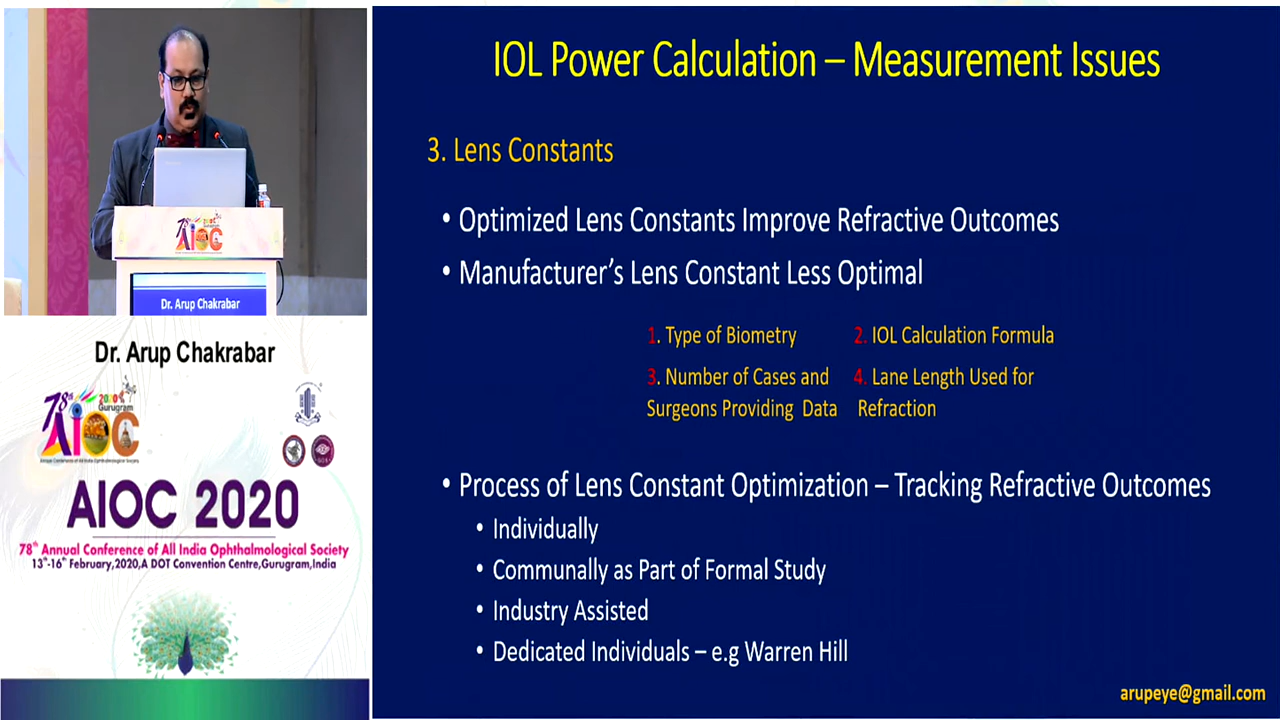 IOL Power Calculation – Measurement Issues
3. Lens Constants
• Optimized Lens Constants Improve Refractive Outcomes
• Manufacturer's Lens Constant Less Optimal
1. Type of Biometry
2. IOL Calculation Formula
3. Number of Cases and
Surgeons Providing Data
4. Lane Length Used for
Refraction
• Process of Lens Constant Optimization – Tracking Refractive Outcomes
• Individually
• Communally as Part of Formal Study
• Industry Assisted
• Dedicated Individuals – e.g Warren Hill
arupeye@gmail.com
AIOC
Dr. Arup Chakrabar
Dr. Arup Chakrabar
78th
2020
Gurugram
AIOC
AIOC 2020
78th Annual Conference of All India Ophthalmological Society
13th-16th February,2020,A DOT Convention Centre,Gurugram,India